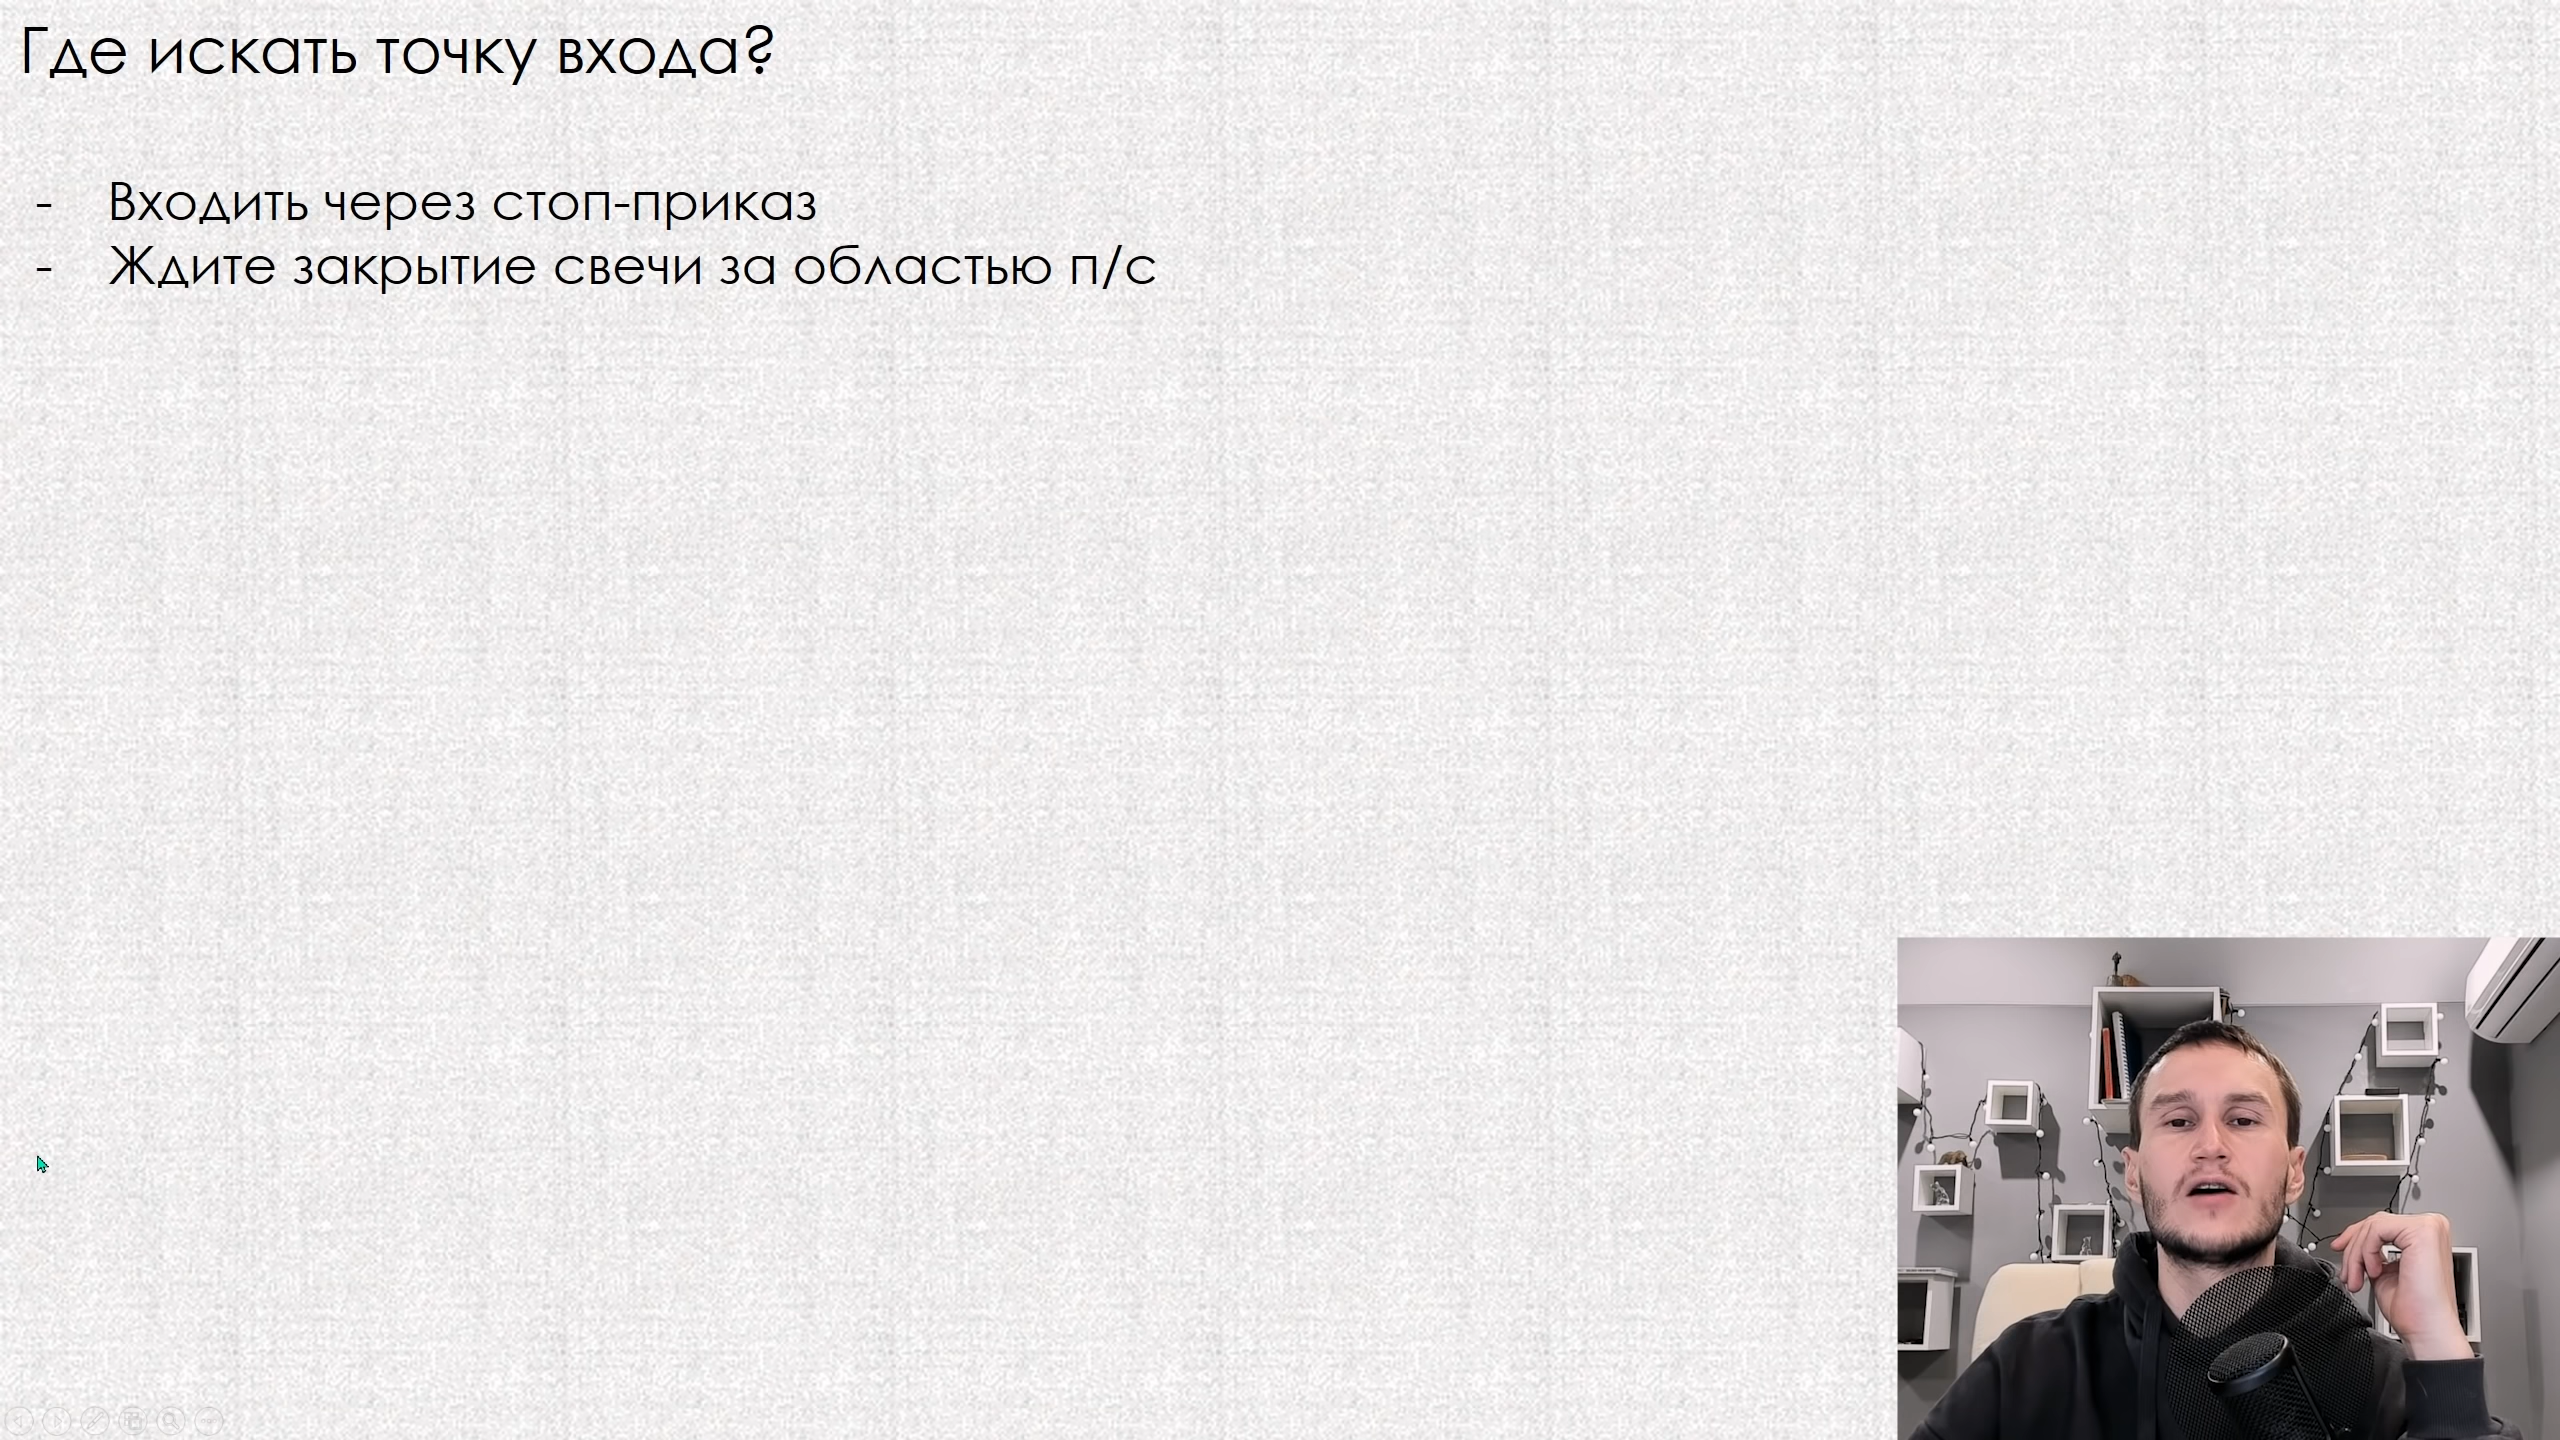 Где искать точку входа?
- Входить через стоп-приказ
- Ждите закрытие свечи за областью п/с